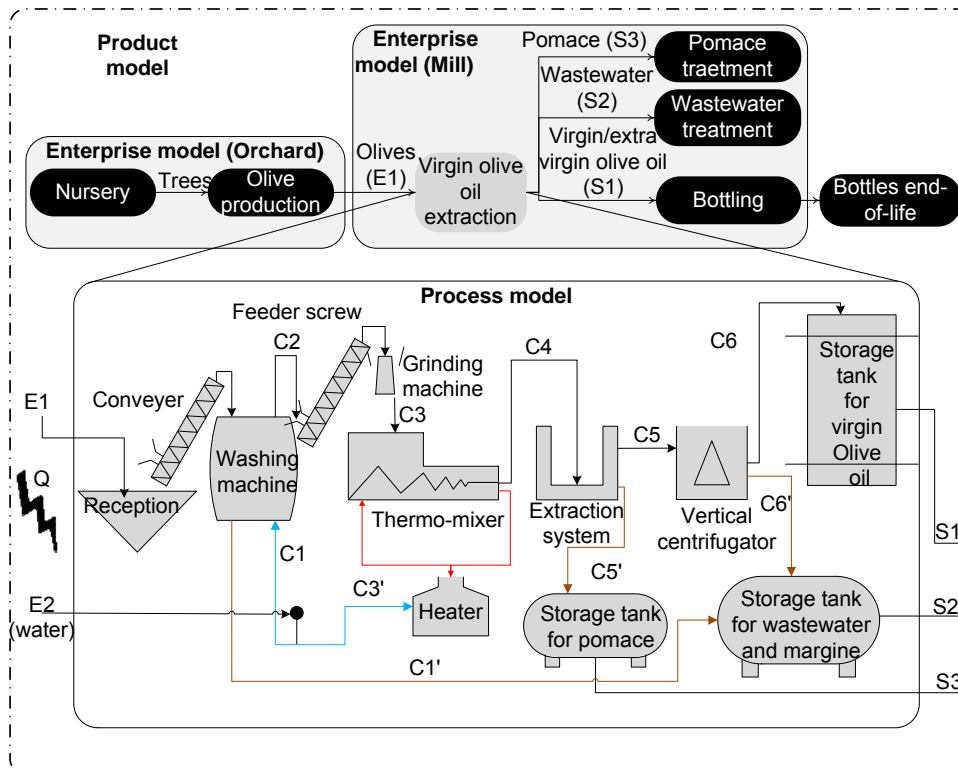 Product
model
Enterprise
model (Mill)
Pomace (S3)
Wastewater
(S2)
Virgin/extra
virgin olive oil
(S1)
Pomace
traetment
Wastewater
treatment
Bottling
Bottles end-
of-life
Enterprise model (Orchard)
Nursery
Trees
Olive
production
Olives
(E1)
Virgin olive
oil
extraction
Process model
Feeder screw
C2
Conveyer
Grinding
machine
C3
C4
C5
C6
Storage
tank
for
virgin
Olive
oil
E1
Q
Reception
Washing
machine
Thermo-mixer
Extraction
system
Vertical
centrifugator
C6'
S1
C1
C3'
Heater
C5'
E2
(water)
Storage tank
for pomace
Storage tank
for wastewater
and margine
S2
C1'
S3